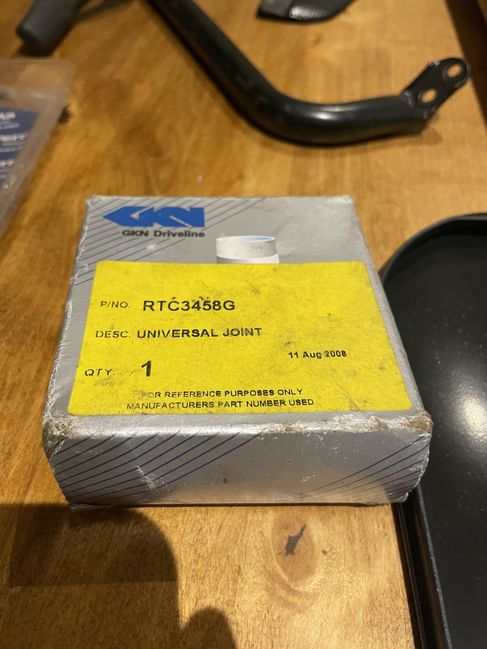 GKN
GKN Driveline
P/NO. RTC3458G
DESC. UNIVERSAL JOINT
11 Aug 2008
QTY. 1
FOR REFERENCE PURPOSES ONLY
MANUFACTURERS PART NUMBER USED